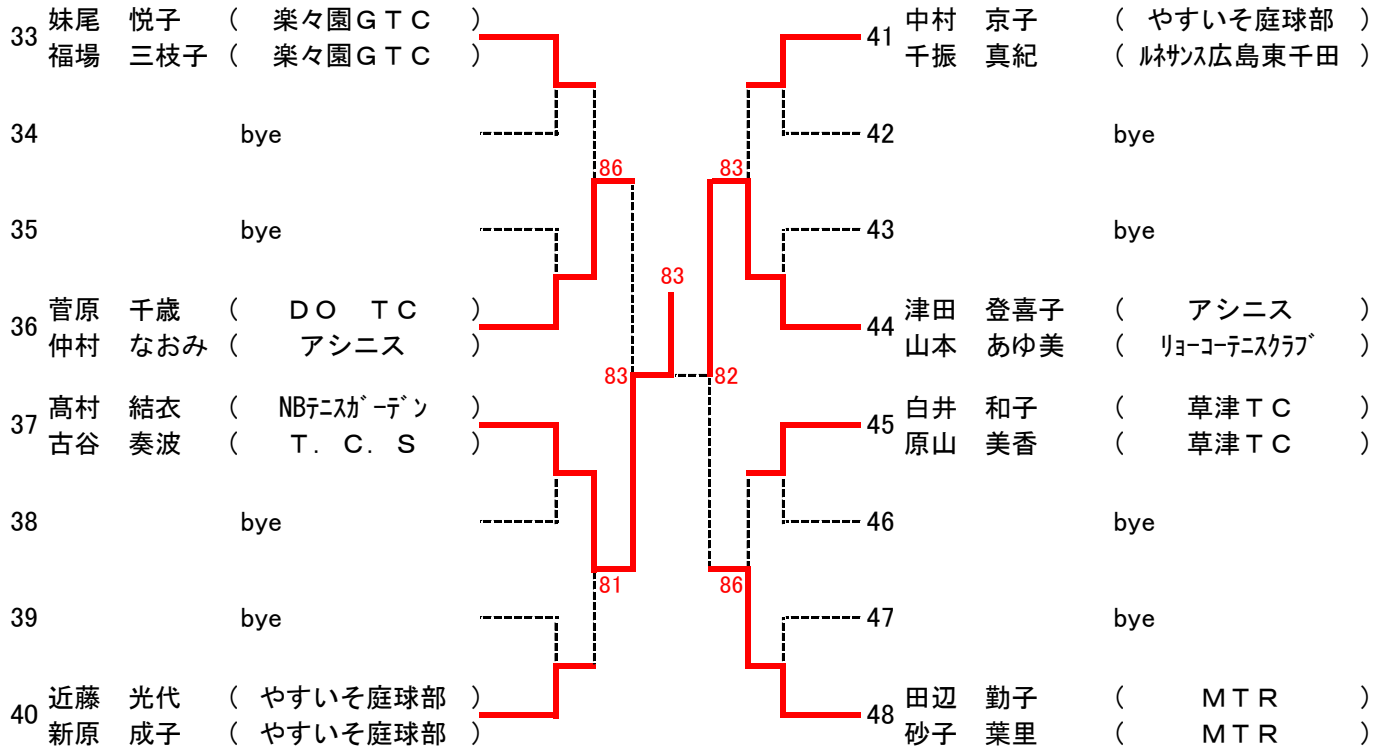 33 妹尾 悦子 ( 楽々園GTC )
福場 三枝子 ( 楽々園GTC )
34 bye
35 bye
36 菅原 千歳 ( DO TC )
仲村 なおみ ( アシニス )
37 髙村 結衣 ( NBテニスガーデン )
古谷 奏波 ( T. C. S )
38 bye
39 bye
40 近藤 光代 ( やすいそ庭球部 )
新原 成子 ( やすいそ庭球部 )
86
83
81
83
83
82
86
41 中村 京子 ( やすいそ庭球部 )
千振 真紀 ( ルネサンス広島東千田 )
42 bye
43 bye
44 津田 登喜子 ( アシニス )
山本 あゆ美 ( リョーコーテニスクラブ )
45 白井 和子 ( 草津TC )
原山 美香 ( 草津TC )
46 bye
47 bye
48 田辺 勤子 ( MTR )
砂子 葉里 ( MTR )